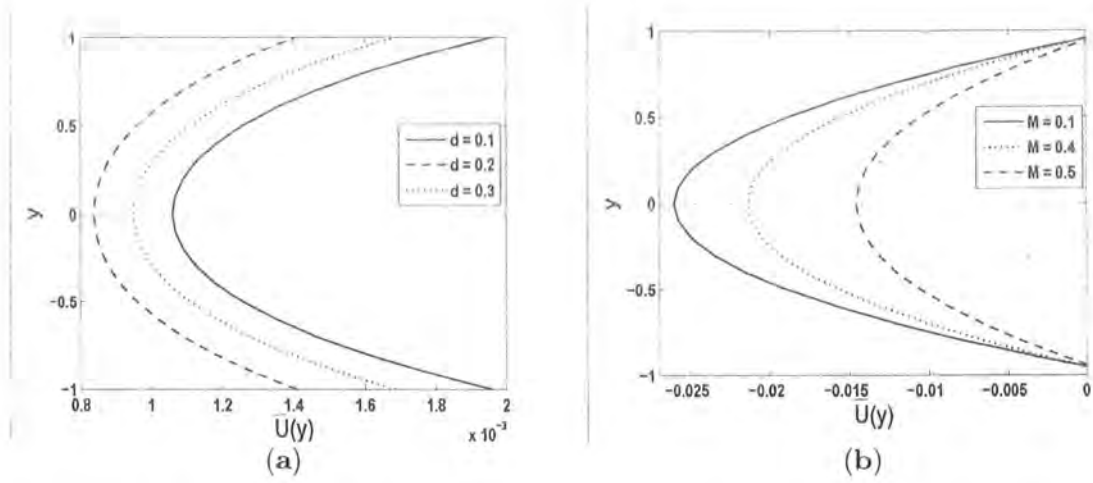 1
0.5
0
−0.5
−1
y
d = 0.1
d = 0.2
d = 0.3
0.8 1 1.2 1.4 1.6 1.8 2
x 10⁻³
U̅(y)
(a)
1
0.5
0
−0.5
−1
y
M = 0.1
M = 0.4
M = 0.5
−0.025 −0.020 −0.015 −0.01 −0.005 0
U̅(y)
(b)